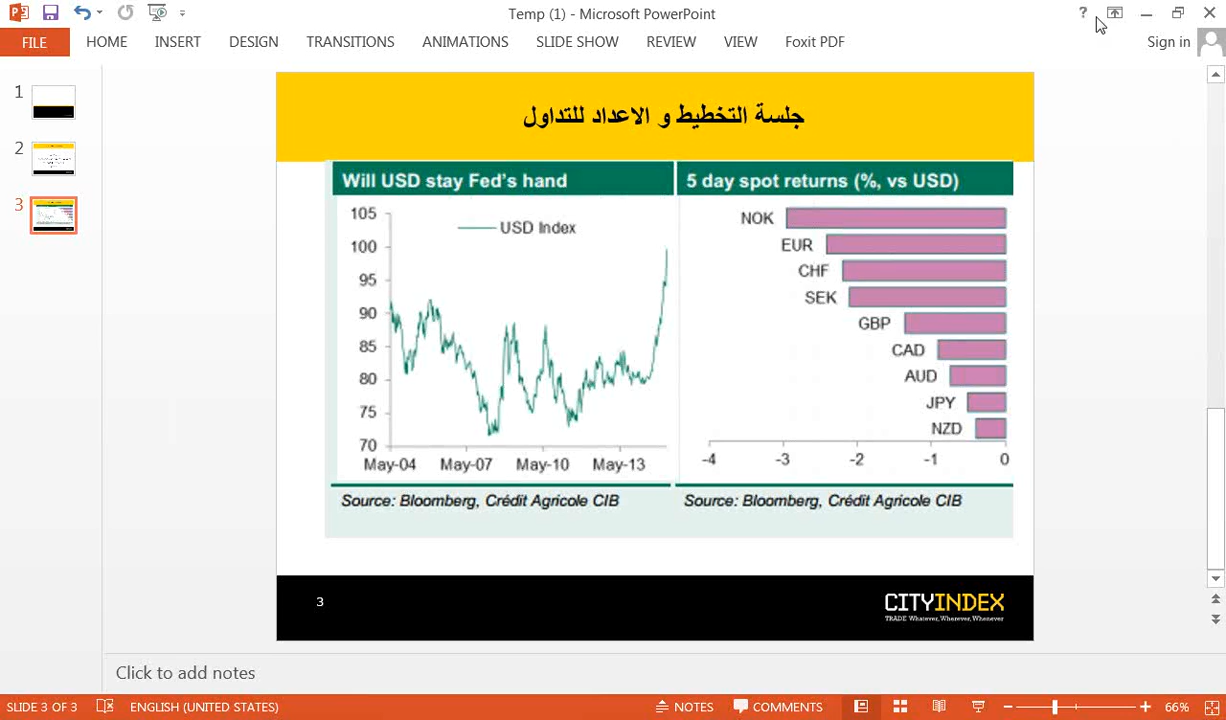 Temp (1) - Microsoft PowerPoint
?
FILE HOME INSERT DESIGN TRANSITIONS ANIMATIONS SLIDE SHOW REVIEW VIEW Foxit PDF Sign in
1
2
3
جلسة التخطيط و الاعداد للتداول
Will USD stay Fed's hand
USD Index
105
100
95
90
85
80
75
70
May-04 May-07 May-10 May-13
Source: Bloomberg, Crédit Agricole CIB
5 day spot returns (%, vs USD)
NOK
EUR
CHF
SEK
GBP
CAD
AUD
JPY
NZD
-4 -3 -2 -1 0
Source: Bloomberg, Crédit Agricole CIB
3
CITYINDEX
TRADE Whatever, Wherever, Whenever
Click to add notes
SLIDE 3 OF 3 ENGLISH (UNITED STATES) NOTES COMMENTS 66%